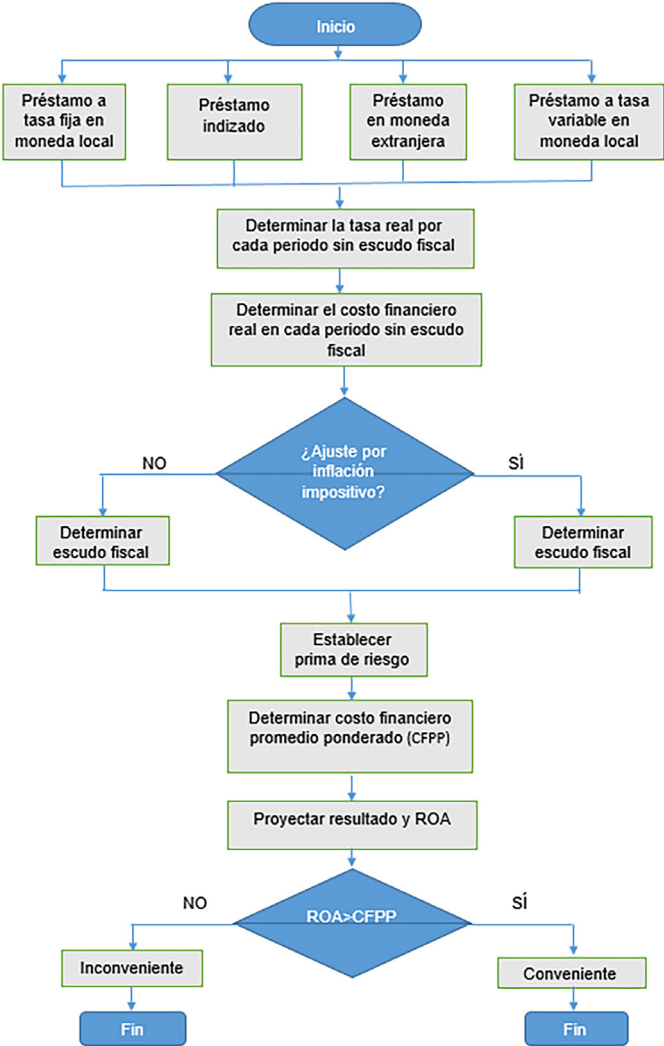 Inicio
Préstamo a
tasa fija en
moneda local
Préstamo
indizado
Préstamo
en moneda
extranjera
Préstamo a tasa
variable en
moneda local
Determinar la tasa real por
cada periodo sin escudo fiscal
Determinar el costo financiero
real en cada periodo sin escudo
fiscal
¿Ajuste por
inflación
impositivo?
NO
SÌ
Determinar
escudo fiscal
Determinar
escudo fiscal
Establecer
prima de riesgo
Determinar costo financiero
promedio ponderado (CFPP)
Proyectar resultado y ROA
ROA>CFPP
NO
SÍ
Inconveniente
Conveniente
Fin
Fin